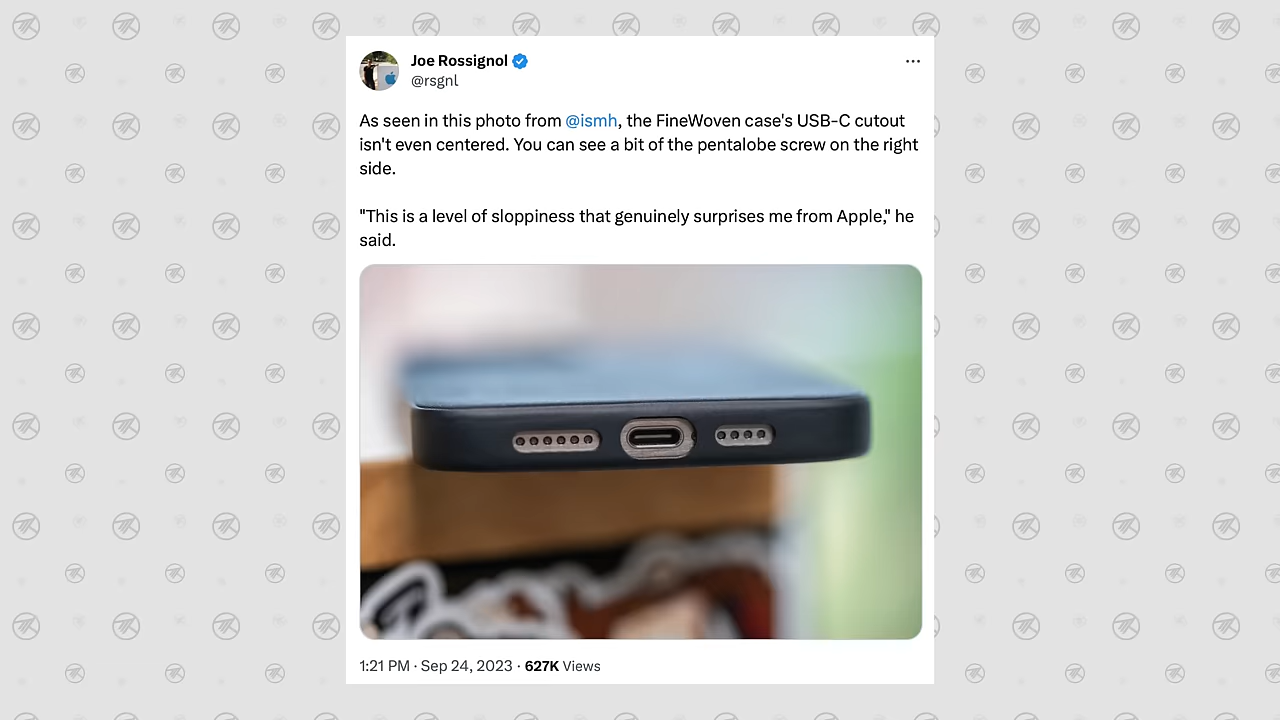 Joe Rossignol
@rsgnl
As seen in this photo from @ismh, the FineWoven case's USB-C cutout
isn't even centered. You can see a bit of the pentalobe screw on the right
side.
"This is a level of sloppiness that genuinely surprises me from Apple," he
said.
1:21 PM · Sep 24, 2023 · 627K Views